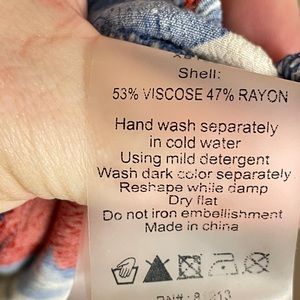 Shell:
53% VISCOSE 47% RAYON
Hand wash separately
in cold water
Using mild detergent
Wash dark color separately
Reshape while damp
Dry flat
Do not iron embellishment
Made in china